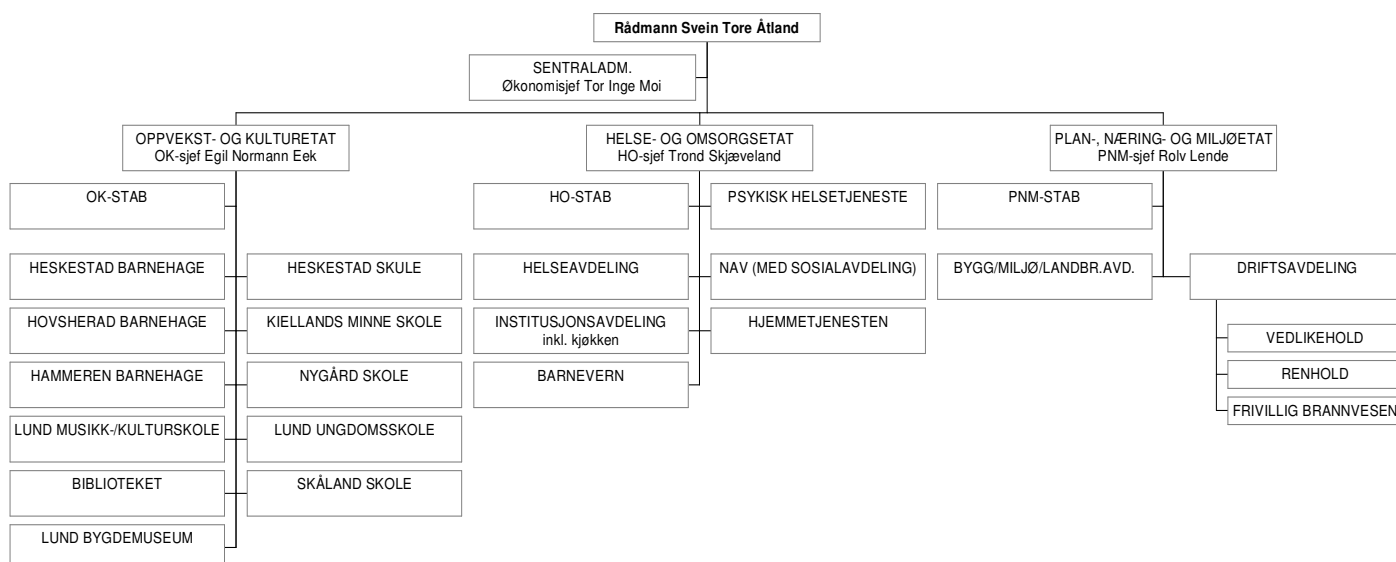 Rådmann Svein Tore Åtland
SENTRALADM.
Økonomisjef Tor Inge Moi
OPPVEKST- OG KULTURETAT
OK-sjef Egil Normann Eek
HELSE- OG OMSORGSETAT
HO-sjef Trond Skjæveland
PLAN-, NÆRING- OG MILJØETAT
PNM-sjef Rolv Lende
OK-STAB
HO-STAB
PSYKISK HELSETJENESTE
PNM-STAB
HESKESTAD BARNEHAGE
HESKESTAD SKULE
HELSEAVDELING
NAV (MED SOSIALAVDELING)
BYGG/MILJØ/LANDBR.AVD.
DRIFTSAVDELING
HOVSHERAD BARNEHAGE
KIELLANDS MINNE SKOLE
INSTITUSJONSAVDELING
inkl. kjøkken
HJEMMETJENESTEN
VEDLIKEHOLD
HAMMEREN BARNEHAGE
NYGÅRD SKOLE
BARNEVERN
RENHOLD
FRIVILLIG BRANNVESEN
LUND MUSIKK-/KULTURSKOLE
LUND UNGDOMSSKOLE
BIBLIOTEKET
SKÅLAND SKOLE
LUND BYGDEMUSEUM